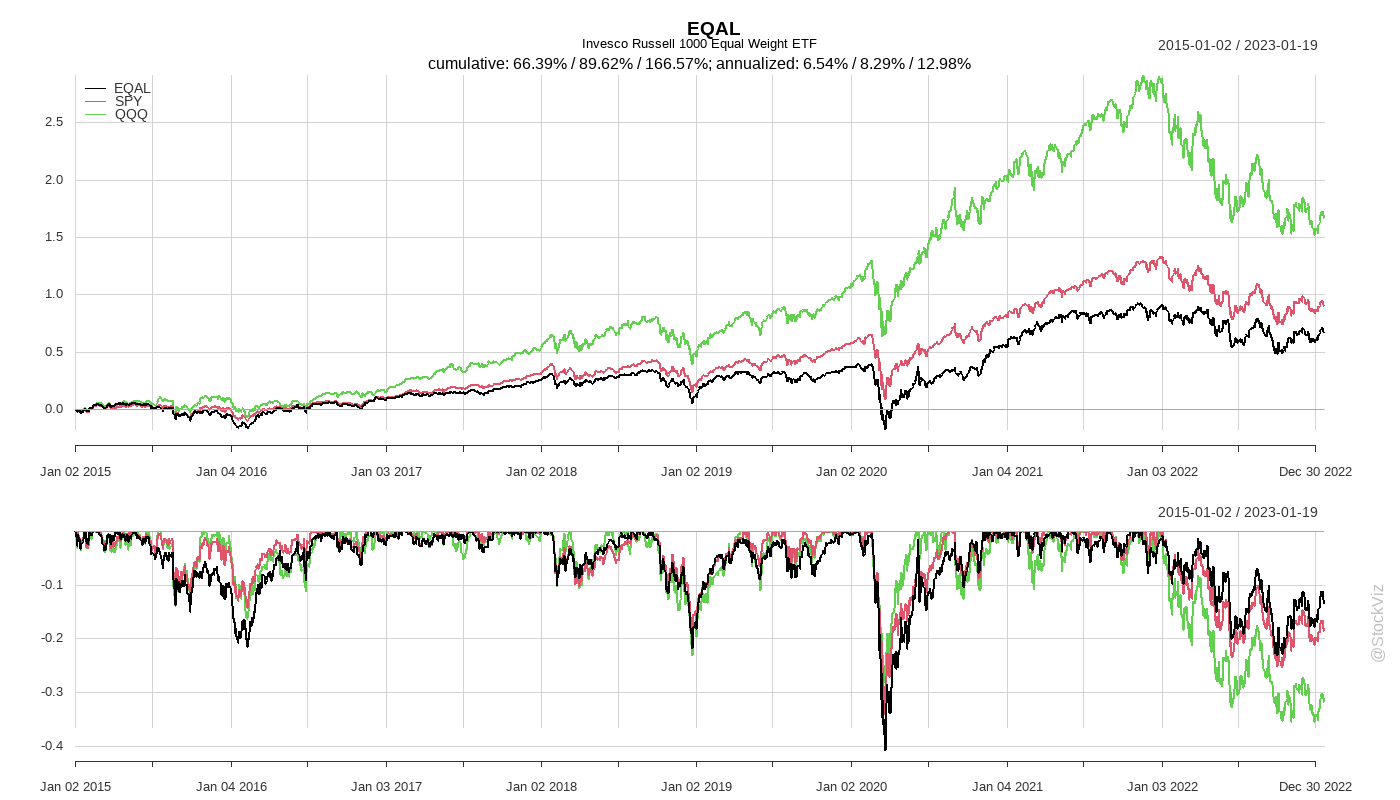 EQAL
Invesco Russell 1000 Equal Weight ETF
2015-01-02 / 2023-01-19
cumulative: 66.39% / 89.62% / 166.57%; annualized: 6.54% / 8.29% / 12.98%
EQAL
SPY
QQQ
2.5
2.0
1.5
1.0
0.5
0.0
Jan 02 2015 Jan 04 2016 Jan 03 2017 Jan 02 2018 Jan 02 2019 Jan 02 2020 Jan 04 2021 Jan 03 2022 Dec 30 2022
2015-01-02 / 2023-01-19
-0.1
-0.2
-0.3
-0.4
Jan 02 2015 Jan 04 2016 Jan 03 2017 Jan 02 2018 Jan 02 2019 Jan 02 2020 Jan 04 2021 Jan 03 2022 Dec 30 2022
@StockViz